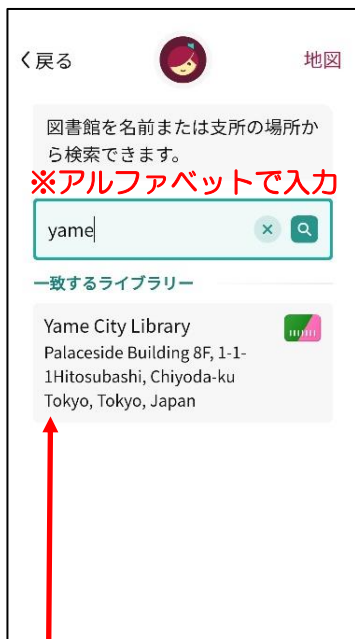 戻る
地図
図書館を名前または支所の場所か
ら検索できます。
※アルファベットで入力
yame
一致するライブラリー
Yame City Library
Palaceside Building 8F, 1-1-
1Hitosubashi, Chiyoda-ku
Tokyo, Tokyo, Japan